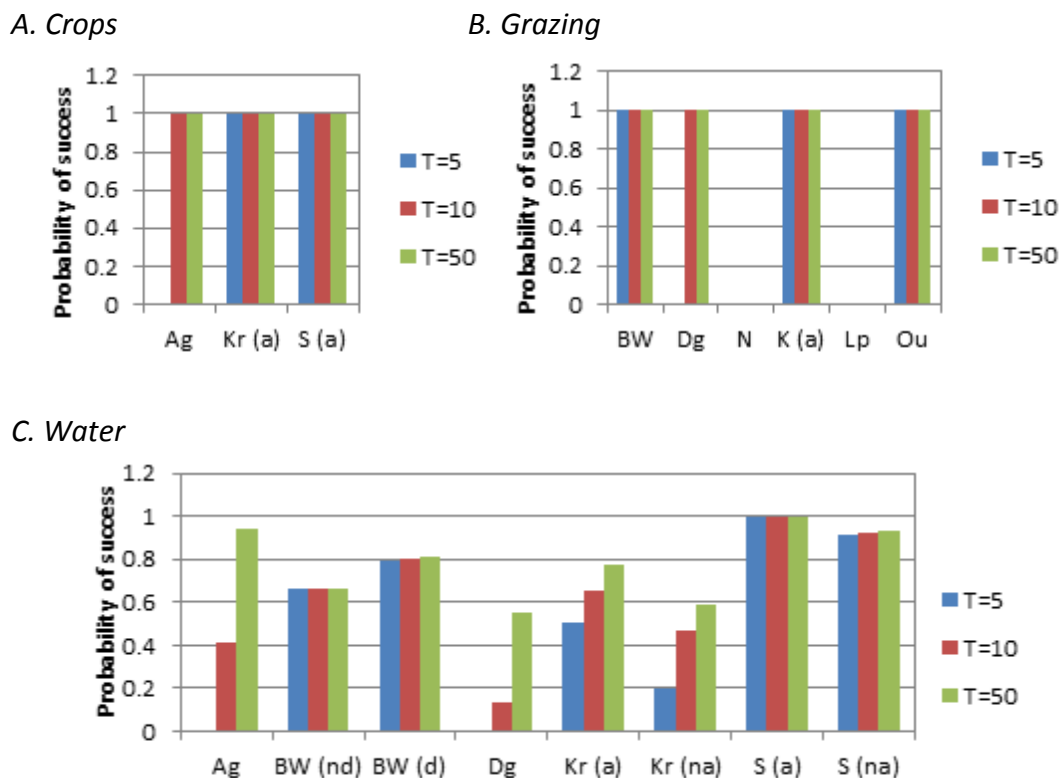 A. Crops
Probability of success
1.2
1
0.8
0.6
0.4
0.2
0
Ag Kr (a) S (a)
T=5
T=10
T=50
B. Grazing
Probability of success
1.2
1
0.8
0.6
0.4
0.2
0
BW Dg N K (a) Lp Ou
T=5
T=10
T=50
C. Water
Probability of success
1.2
1
0.8
0.6
0.4
0.2
0
Ag BW (nd) BW (d) Dg Kr (a) Kr (na) S (a) S (na)
T=5
T=10
T=50